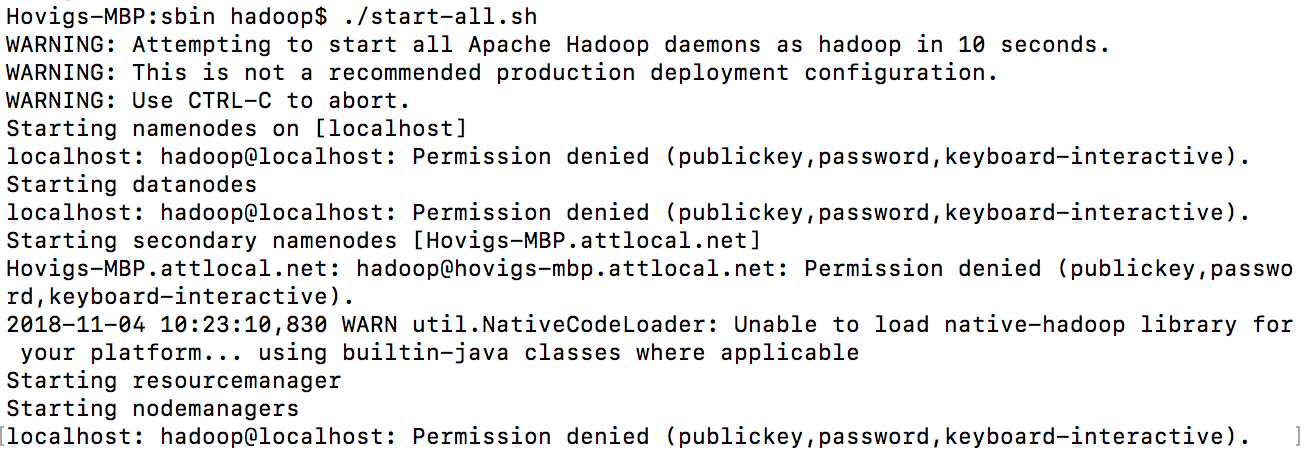 Hovigs-MBP:sbin hadoop$ ./start-all.sh
WARNING: Attempting to start all Apache Hadoop daemons as hadoop in 10 seconds.
WARNING: This is not a recommended production deployment configuration.
WARNING: Use CTRL-C to abort.
Starting namenodes on [localhost]
localhost: hadoop@localhost: Permission denied (publickey,password,keyboard-interactive).
Starting datanodes
localhost: hadoop@localhost: Permission denied (publickey,password,keyboard-interactive).
Starting secondary namenodes [Hovigs-MBP.attlocal.net]
Hovigs-MBP.attlocal.net: hadoop@hovigs-mbp.attlocal.net: Permission denied (publickey,passwo
rd,keyboard-interactive).
2018-11-04 10:23:10,830 WARN util.NativeCodeLoader: Unable to load native-hadoop library for
 your platform... using builtin-java classes where applicable
Starting resourcemanager
Starting nodemanagers
[localhost: hadoop@localhost: Permission denied (publickey,password,keyboard-interactive). ]